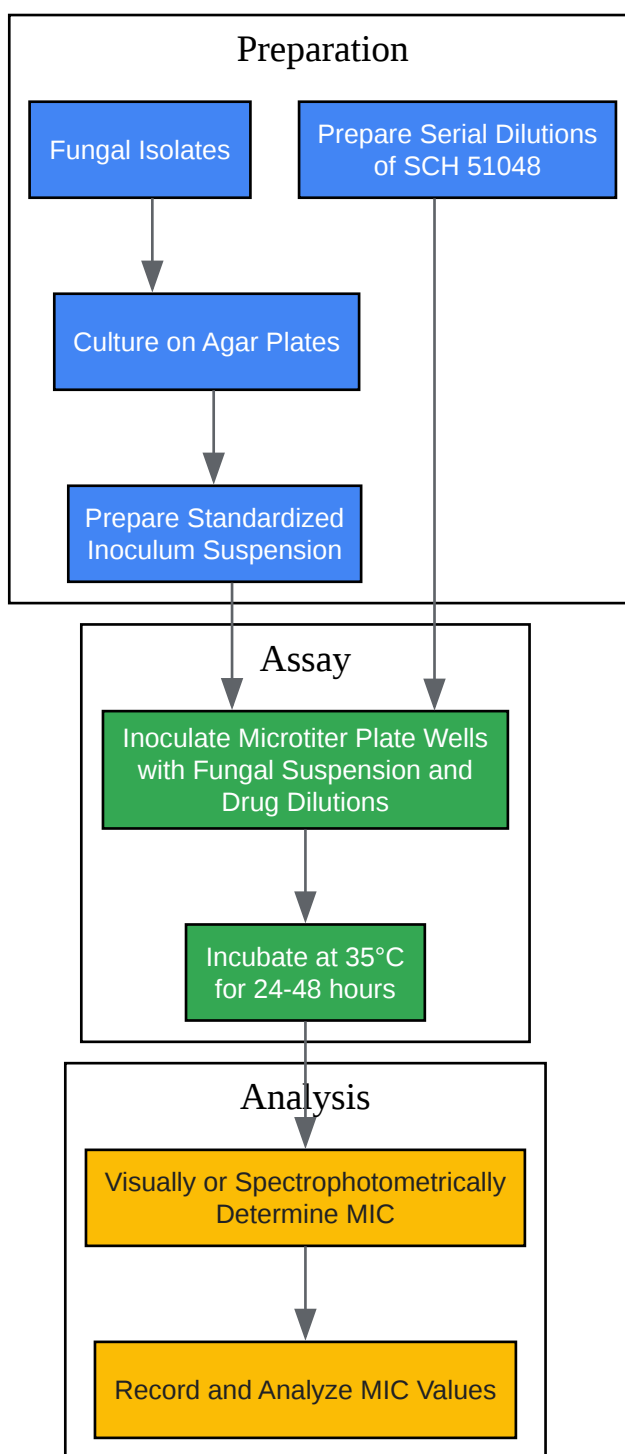 Preparation
Fungal Isolates
Prepare Serial Dilutions
of SCH 51048
Culture on Agar Plates
Prepare Standardized
Inoculum Suspension
Assay
Inoculate Microtiter Plate Wells
with Fungal Suspension and
Drug Dilutions
Incubate at 35°C
for 24-48 hours
Analysis
Visually or Spectrophotometrically
Determine MIC
Record and Analyze MIC Values